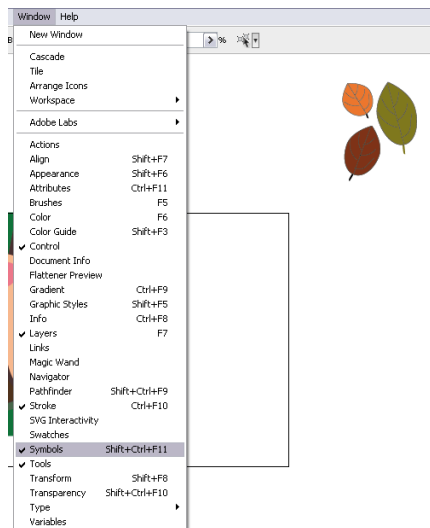 Window Help
New Window
%
Cascade
Tile
Arrange Icons
Workspace
Adobe Labs
Actions
Align Shift+F7
Appearance Shift+F6
Attributes Ctrl+F11
Brushes F5
Color F6
Color Guide Shift+F3
Control
Document Info
Flattener Preview
Gradient Ctrl+F9
Graphic Styles Shift+F5
Info Ctrl+F8
Layers F7
Links
Magic Wand
Navigator
Pathfinder Shift+Ctrl+F9
Stroke Ctrl+F10
SVG Interactivity
Swatches
Symbols Shift+Ctrl+F11
Tools
Transform Shift+F8
Transparency Shift+Ctrl+F10
Type
Variables